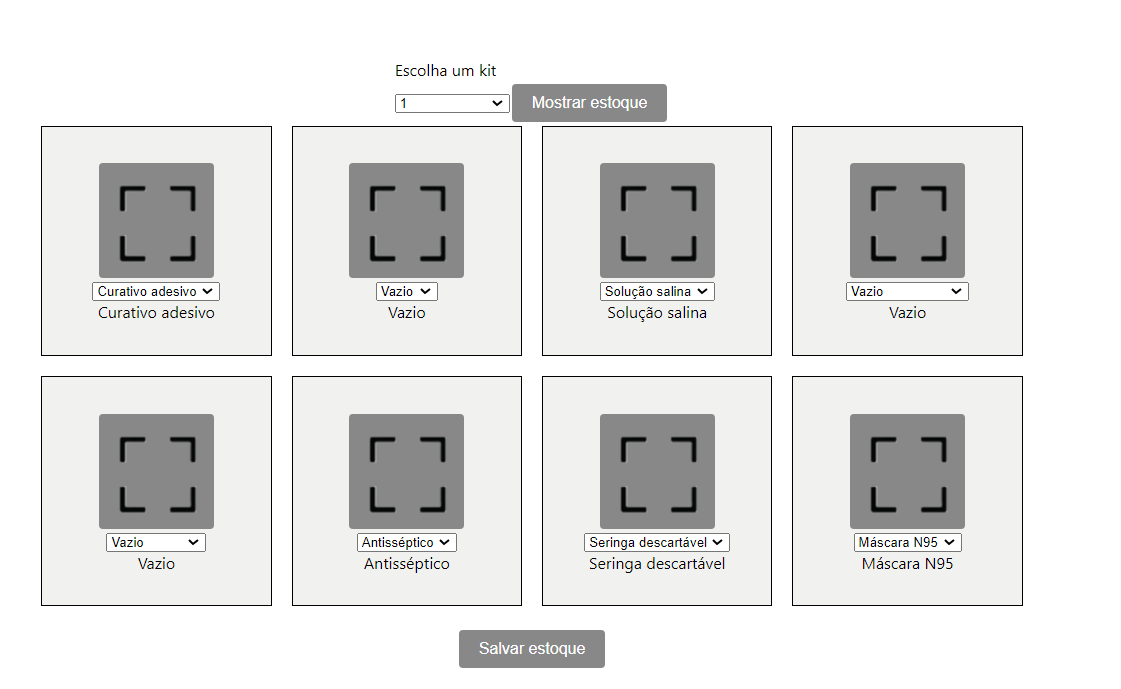 Escolha um kit
1
Mostrar estoque
Curativo adesivo
Vazio
Solução salina
Vazio
Curativo adesivo
Vazio
Solução salina
Vazio
Vazio
Antisséptico
Seringa descartável
Máscara N95
Vazio
Antisséptico
Seringa descartável
Máscara N95
Salvar estoque